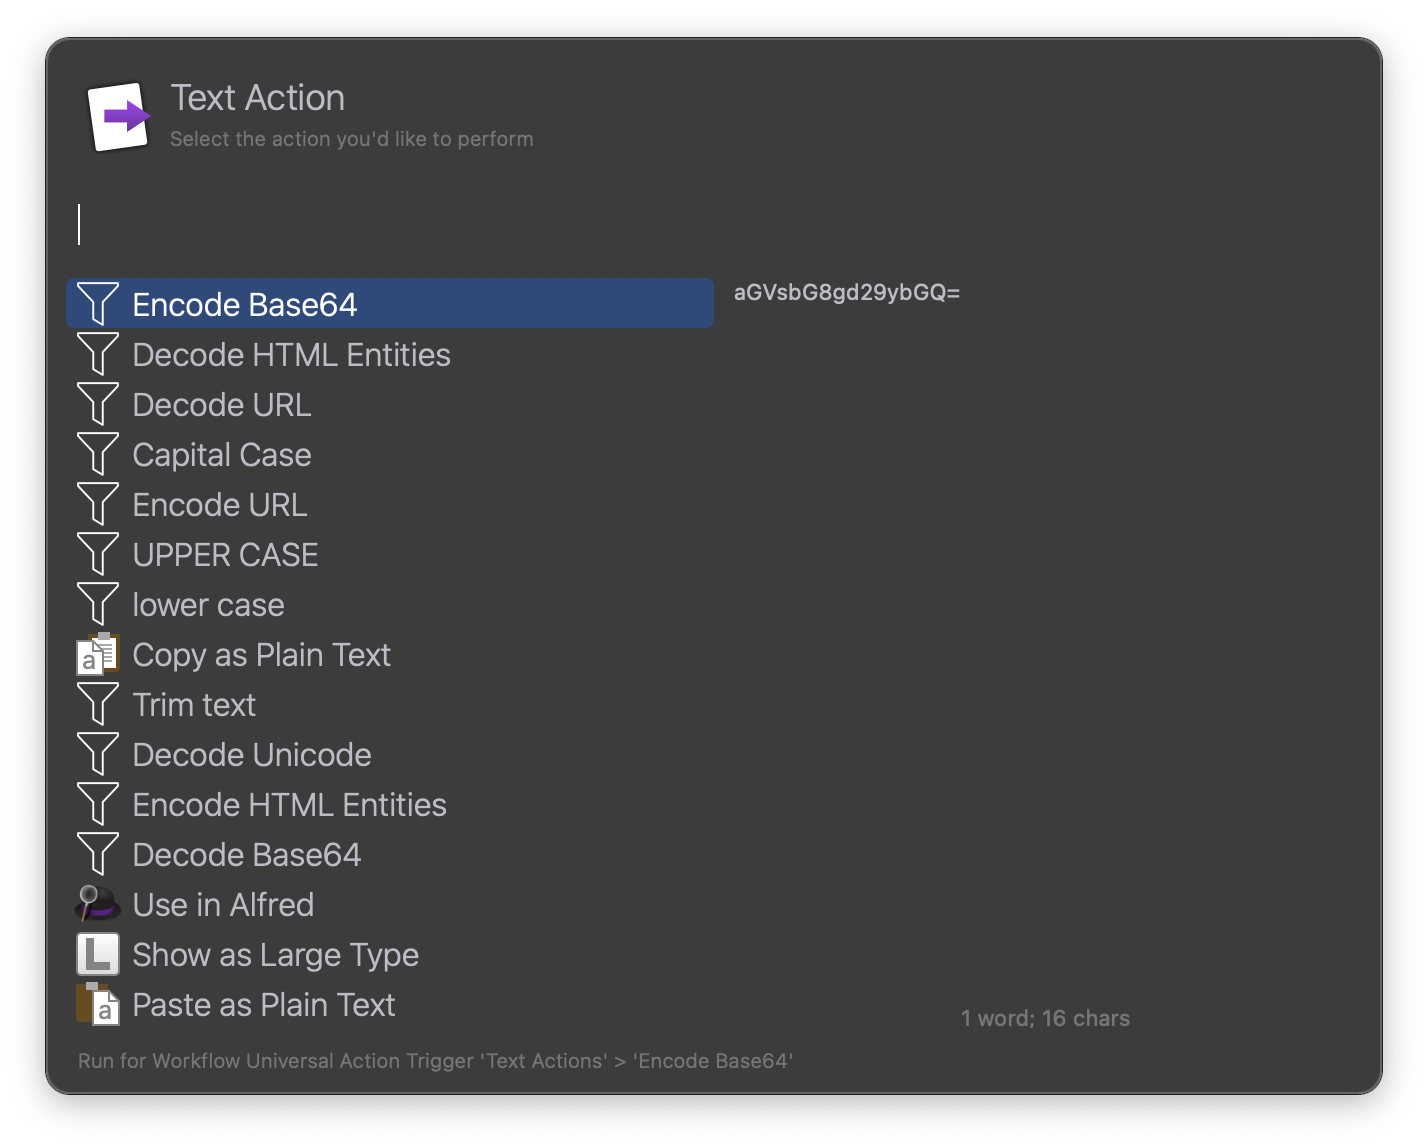 Text Action
Select the action you'd like to perform
Encode Base64
aGVsbG8gd29ybGQ=
Decode HTML Entities
Decode URL
Capital Case
Encode URL
UPPER CASE
lower case
a
Copy as Plain Text
Trim text
Decode Unicode
Encode HTML Entities
Decode Base64
Use in Alfred
L
Show as Large Type
a
Paste as Plain Text
1 word; 16 chars
Run for Workflow Universal Action Trigger 'Text Actions' > 'Encode Base64'